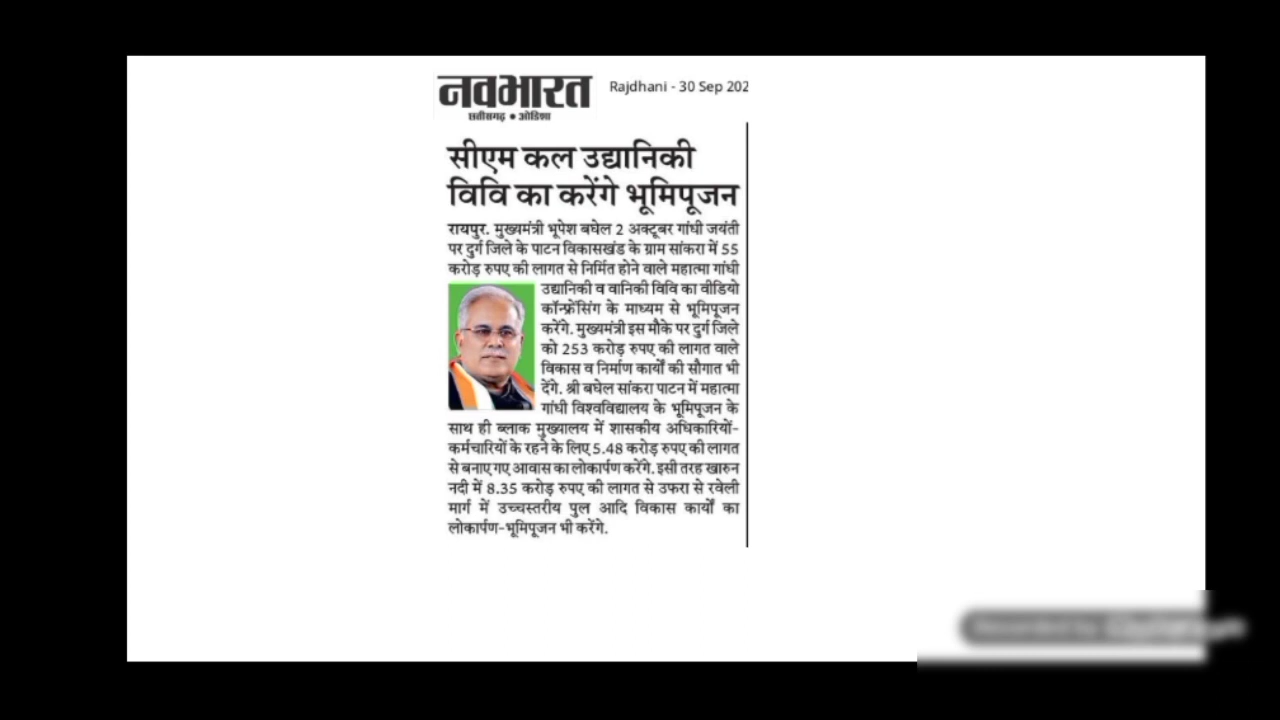 नवभारत
छत्तीसगढ़ • ओडिशा
Rajdhani - 30 Sep 202
सीएम कल उद्यानिकी
विवि का करेंगे भूमिपूजन
रायपुर. मुख्यमंत्री भूपेश बघेल 2 अक्टूबर गांधी जयंती
पर दुर्ग जिले के पाटन विकासखंड के ग्राम सांकरा में 55
करोड़ रुपए की लागत से निर्मित होने वाले महात्मा गांधी
उद्यानिकी व वानिकी विवि का वीडियो
कॉन्फ्रेंसिंग के माध्यम से भूमिपूजन
करेंगे. मुख्यमंत्री इस मौके पर दुर्ग जिले
को 253 करोड़ रुपए की लागत वाले
विकास व निर्माण कार्यों की सौगात भी
देंगे. श्री बघेल सांकरा पाटन में महात्मा
गांधी विश्वविद्यालय के भूमिपूजन के
साथ ही ब्लाक मुख्यालय में शासकीय अधिकारियों-
कर्मचारियों के रहने के लिए 5.48 करोड़ रुपए की लागत
से बनाए गए आवास का लोकार्पण करेंगे. इसी तरह खारुन
नदी में 8.35 करोड़ रुपए की लागत से उफरा से रवेली
मार्ग में उच्चस्तरीय पुल आदि विकास कार्यों का
लोकार्पण-भूमिपूजन भी करेंगे.